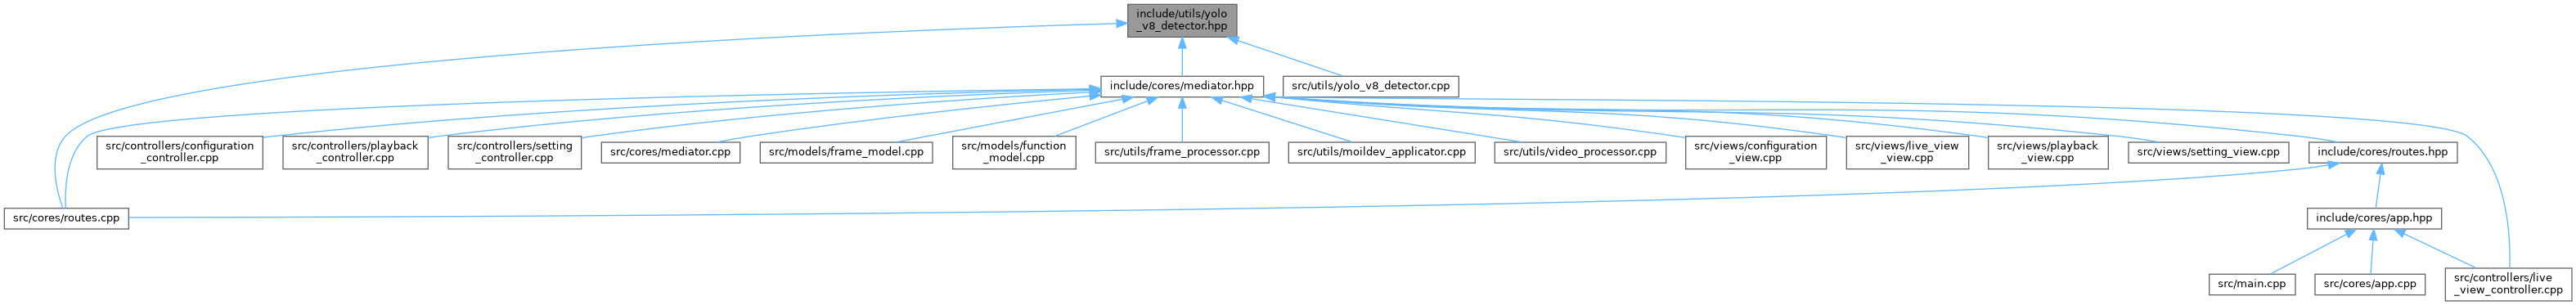 include/utils/yolo
_v8_detector.hpp
include/cores/mediator.hpp
src/utils/yolo_v8_detector.cpp
src/controllers/configuration
_controller.cpp
src/controllers/playback
_controller.cpp
src/controllers/setting
_controller.cpp
src/cores/mediator.cpp
src/models/frame_model.cpp
src/models/function
_model.cpp
src/utils/frame_processor.cpp
src/utils/moildev_applicator.cpp
src/utils/video_processor.cpp
src/views/configuration
_view.cpp
src/views/live_view
_view.cpp
src/views/playback
_view.cpp
src/views/setting_view.cpp
include/cores/routes.hpp
src/cores/routes.cpp
include/cores/app.hpp
src/main.cpp
src/cores/app.cpp
src/controllers/live
_view_controller.cpp